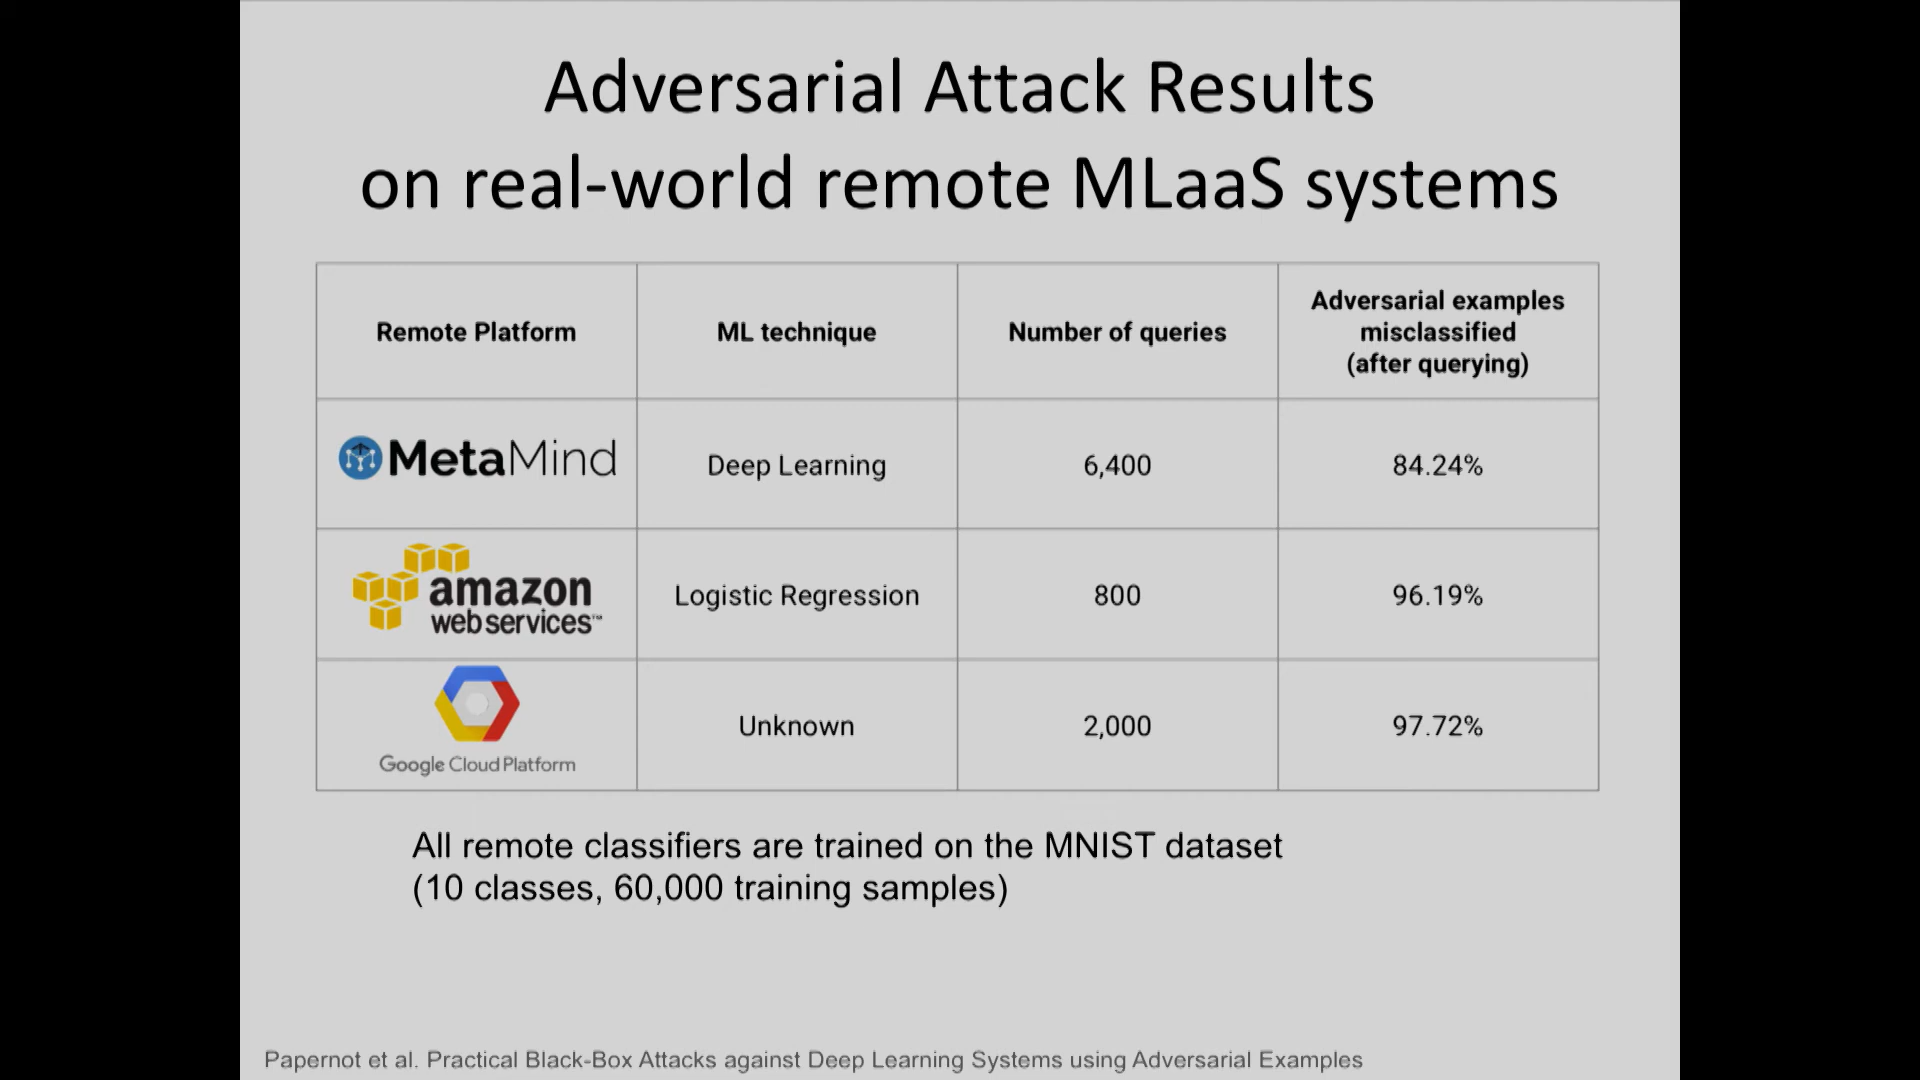 Adversarial Attack Results
on real-world remote MLaaS systems
Remote Platform
ML technique
Number of queries
Adversarial examples
misclassified
(after querying)
MetaMind
Deep Learning
6,400
84.24%
amazon
web services™
Logistic Regression
800
96.19%
Google Cloud Platform
Unknown
2,000
97.72%
All remote classifiers are trained on the MNIST dataset
(10 classes, 60,000 training samples)
Papernot et al. Practical Black-Box Attacks against Deep Learning Systems using Adversarial Examples